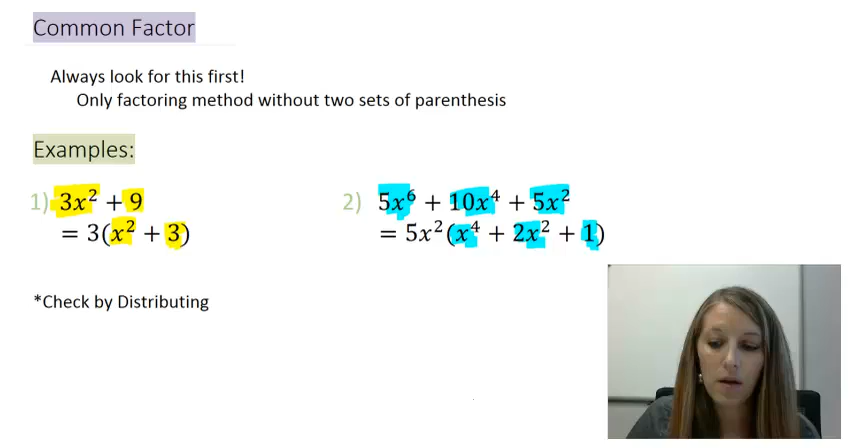 Common Factor
Always look for this first!
Only factoring method without two sets of parenthesis
Examples:
1) 3x² + 9
= 3(x² + 3)
2) 5x⁶ + 10x⁴ + 5x²
= 5x²(x⁴ + 2x² + 1)
*Check by Distributing